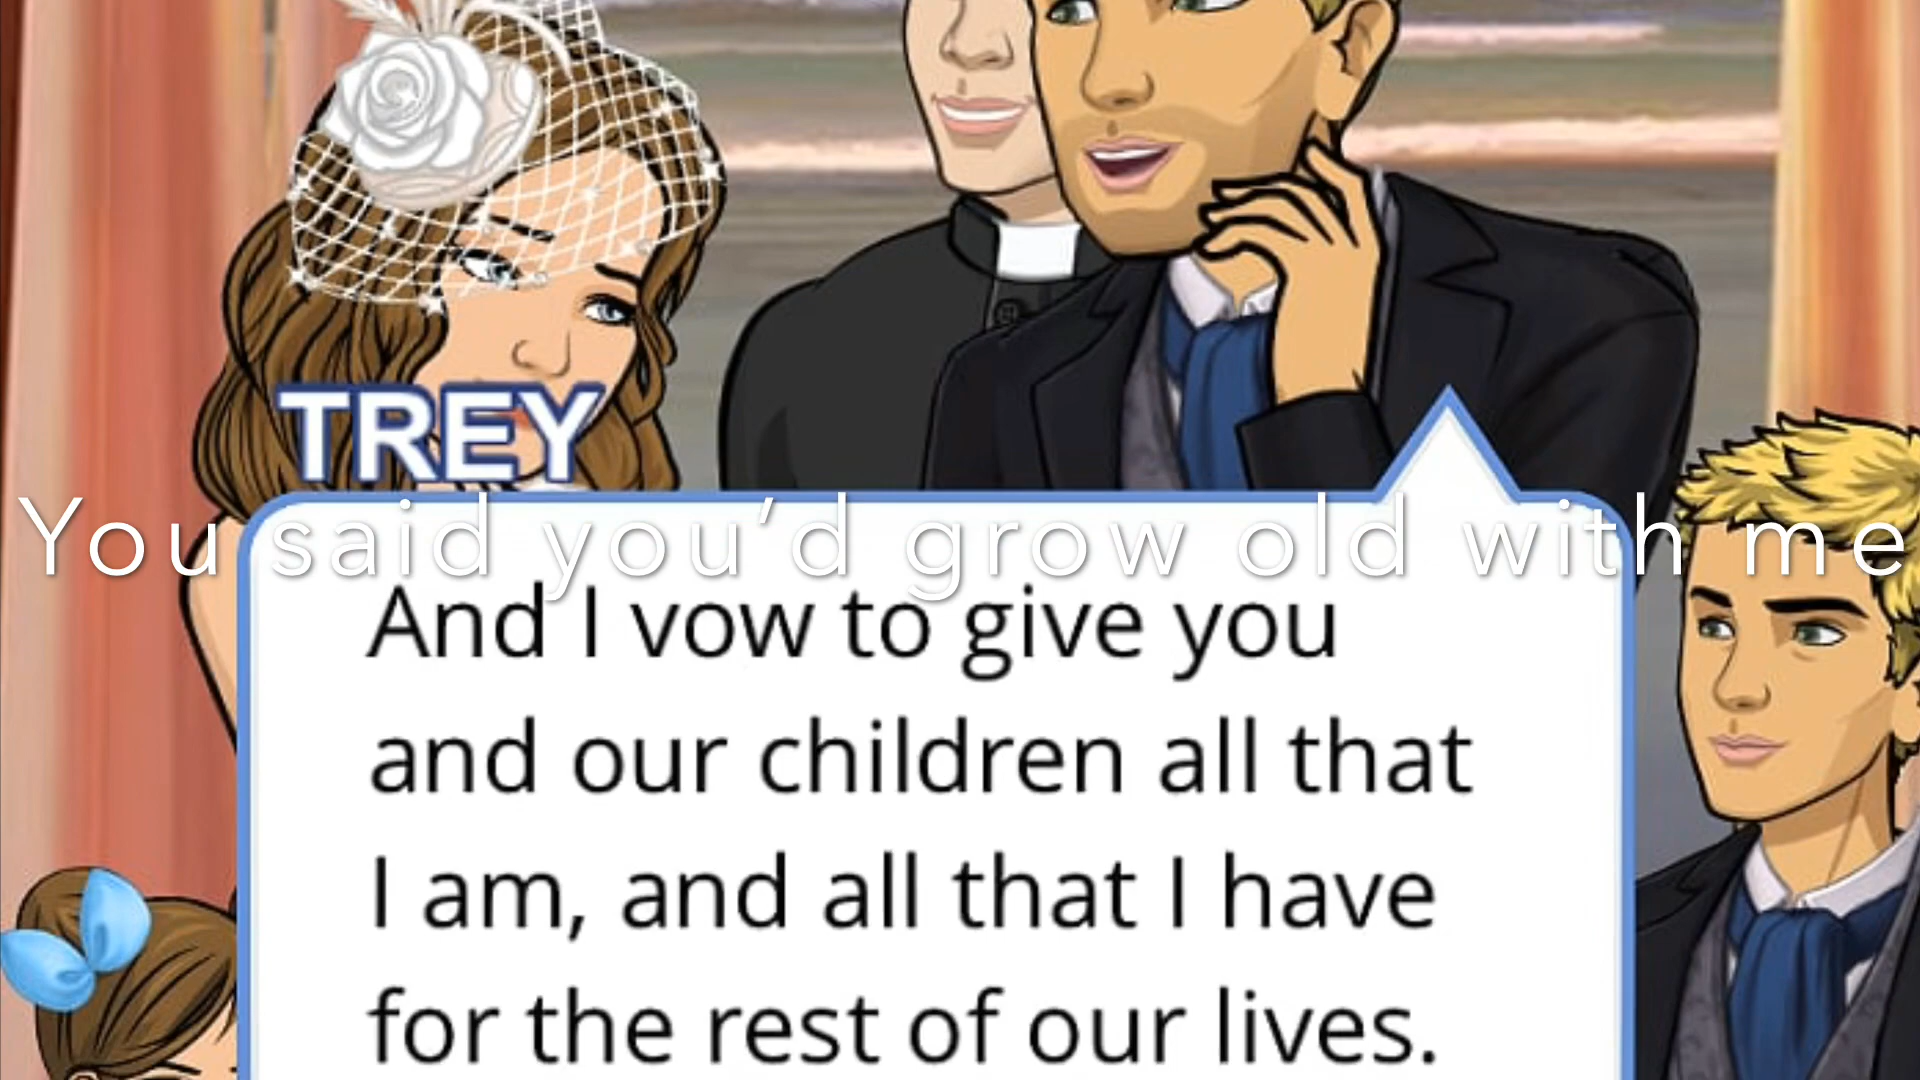 TREY
You said you’d grow old with me
And I vow to give you
and our children all that
I am, and all that I have
for the rest of our lives.